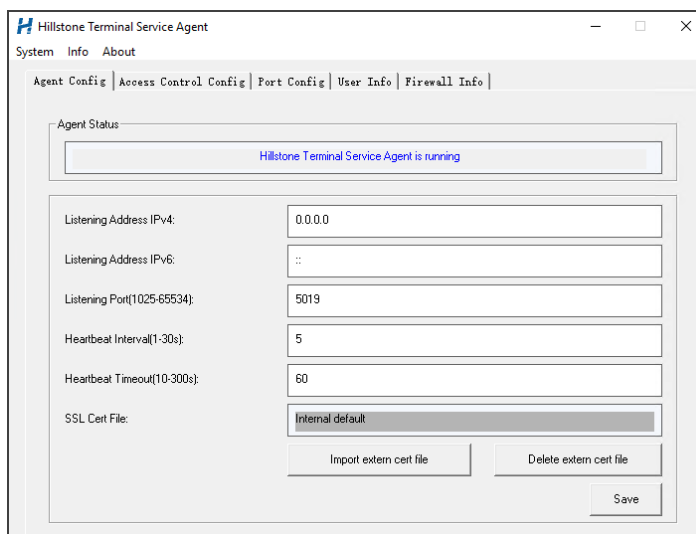 Hillstone Terminal Service Agent
System Info About
Agent Config Access Control Config Port Config User Info Firewall Info
Agent Status
Hillstone Terminal Service Agent is running
Listening Address IPv4: 0.0.0.0
Listening Address IPv6: ::
Listening Port(1025-65534): 5019
Heartbeat Interval(1-30s): 5
Heartbeat Timeout(10-300s): 60
SSL Cert File: Internal default
Import extern cert file Delete extern cert file
Save